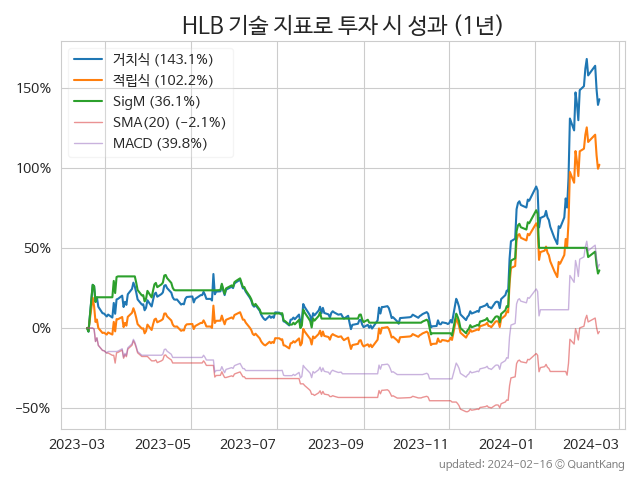 HLB 기술 지표로 투자 시 성과 (1년)
거치식 (143.1%)
적립식 (102.2%)
SigM (36.1%)
SMA(20) (−2.1%)
MACD (39.8%)
150%
100%
50%
0%
−50%
2023-03 2023-05 2023-07 2023-09 2023-11 2024-01 2024-03
updated: 2024-02-16 © QuantKang